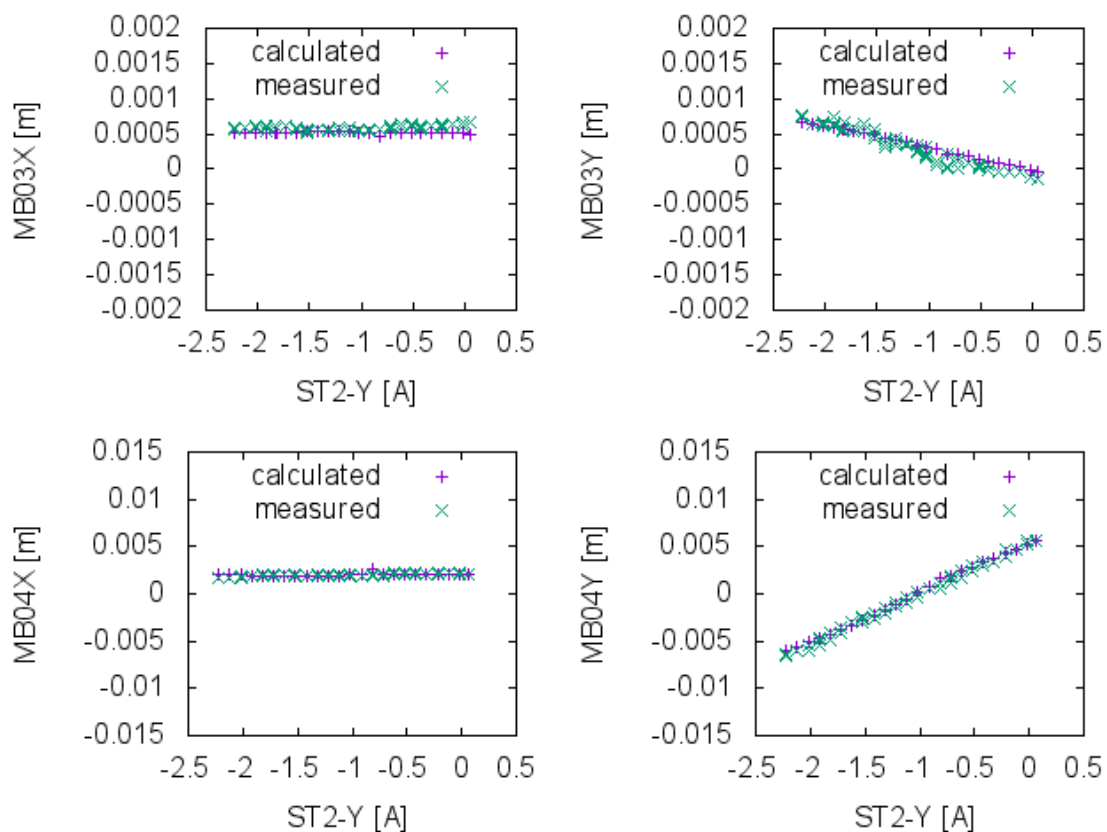 0.002
0.0015
0.001
0.0005
0
-0.0005
-0.001
-0.0015
-0.002
MB03X [m]
calculated
measured
-2.5 -2 -1.5 -1 -0.5 0 0.5
ST2-Y [A]
0.002
0.0015
0.001
0.0005
0
-0.0005
-0.001
-0.0015
-0.002
MB03Y [m]
calculated
measured
-2.5 -2 -1.5 -1 -0.5 0 0.5
ST2-Y [A]
0.015
0.01
0.005
0
-0.005
-0.01
-0.015
MB04X [m]
calculated
measured
-2.5 -2 -1.5 -1 -0.5 0 0.5
ST2-Y [A]
0.015
0.01
0.005
0
-0.005
-0.01
-0.015
MB04Y [m]
calculated
measured
-2.5 -2 -1.5 -1 -0.5 0 0.5
ST2-Y [A]